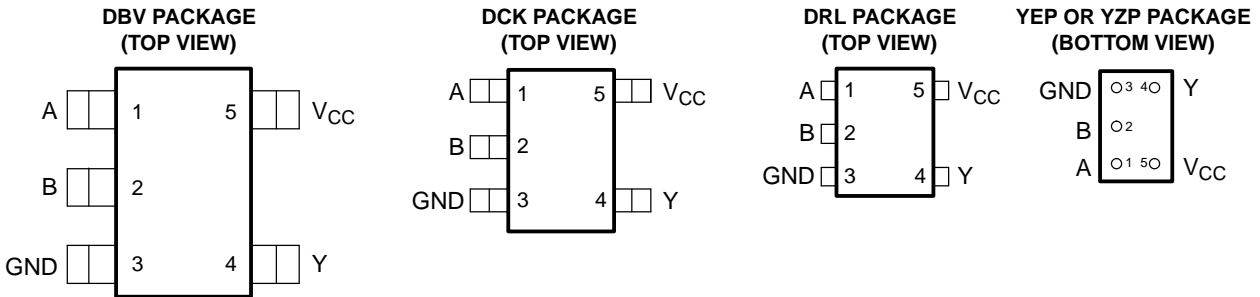 DBV PACKAGE
(TOP VIEW)
A 1 5 VCC
B 2
GND 3 4 Y
DCK PACKAGE
(TOP VIEW)
A 1 5 VCC
B 2
GND 3 4 Y
DRL PACKAGE
(TOP VIEW)
A 1 5 VCC
B 2
GND 3 4 Y
YEP OR YZP PACKAGE
(BOTTOM VIEW)
GND 3 4 Y
B 2
A 1 5 VCC